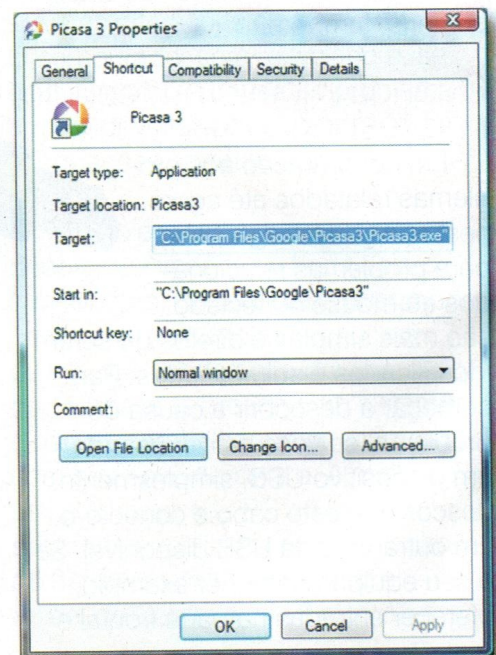 Picasa 3 Properties
General Shortcut Compatibility Security Details
Picasa 3
Target type: Application
Target location: Picasa3
Target: "C:\Program Files\Google\Picasa3\Picasa3.exe"
Start in: "C:\Program Files\Google\Picasa3"
Shortcut key: None
Run: Normal window
Comment:
Open File Location Change Icon... Advanced...
OK Cancel Apply